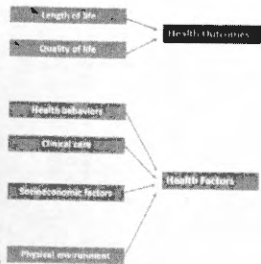 Length of life
Health Outcomes
Quality of life
Health behaviors
Clinical care
Health Factors
Socioeconomic factors
Physical environment